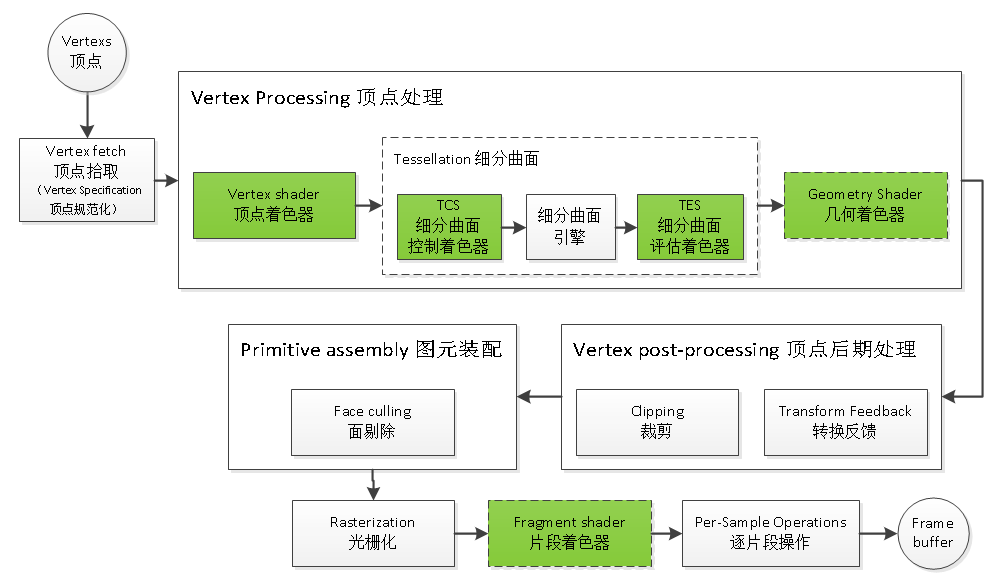 Vertexs
顶点
Vertex fetch
顶点拾取
（Vertex Specification
顶点规范化）
Vertex Processing 顶点处理
Vertex shader
顶点着色器
Tessellation 细分曲面
TCS
细分曲面
控制着色器
细分曲面
引擎
TES
细分曲面
评估着色器
Geometry Shader
几何着色器
Primitive assembly 图元装配
Face culling
面剔除
Vertex post-processing 顶点后期处理
Clipping
裁剪
Transform Feedback
转换反馈
Rasterization
光栅化
Fragment shader
片段着色器
Per-Sample Operations
逐片段操作
Frame
buffer